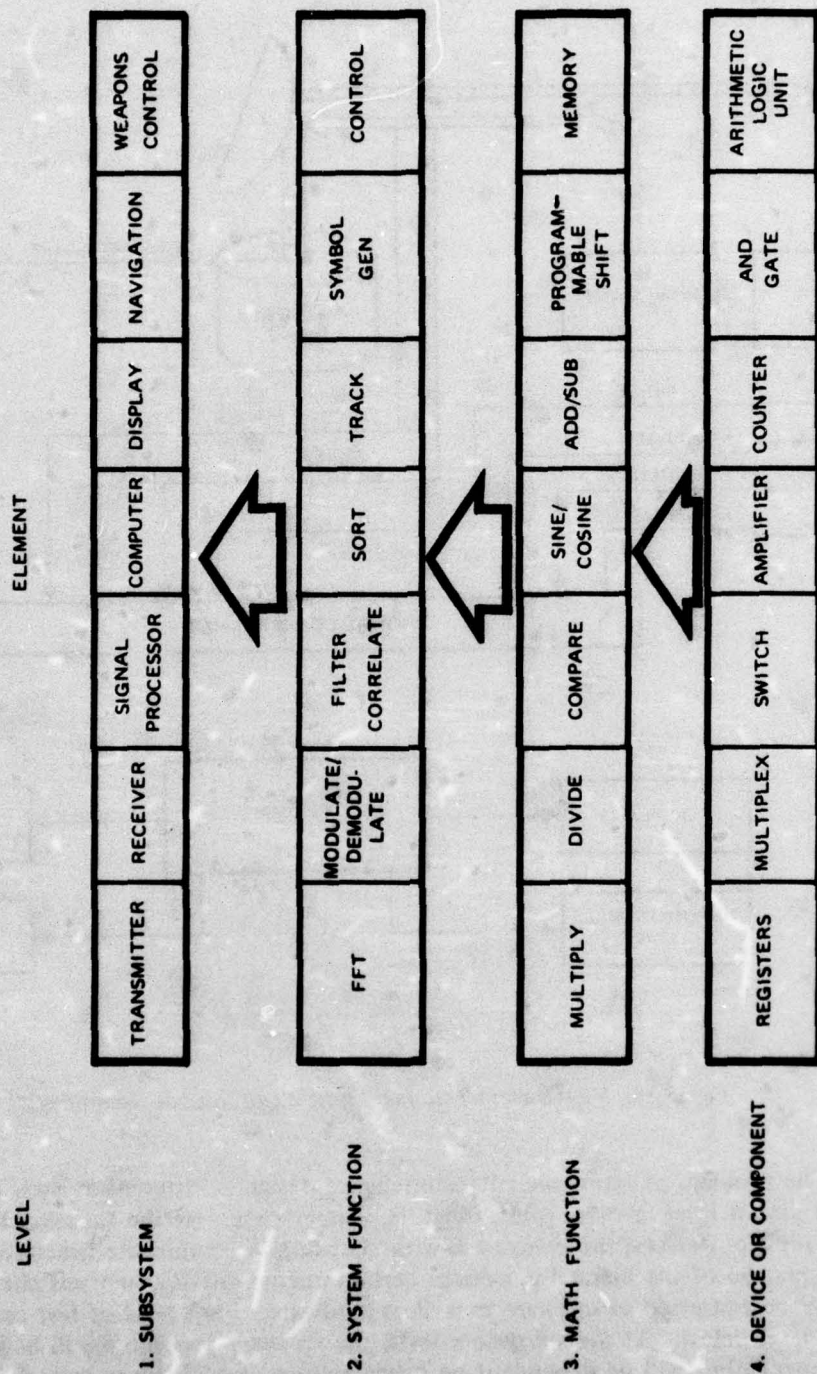 LEVEL
ELEMENT
1. SUBSYSTEM
TRANSMITTER
RECEIVER
SIGNAL
PROCESSOR
COMPUTER
DISPLAY
NAVIGATION
WEAPONS
CONTROL
2. SYSTEM FUNCTION
FFT
MODULATE/
DEMODU-
LATE
FILTER
CORRELATE
SORT
TRACK
SYMBOL
GEN
CONTROL
3. MATH FUNCTION
MULTIPLY
DIVIDE
COMPARE
SINE/
COSINE
ADD/SUB
PROGRAM-
MABLE
SHIFT
MEMORY
4. DEVICE OR COMPONENT
REGISTERS
MULTIPLEX
SWITCH
AMPLIFIER
COUNTER
AND
GATE
ARITHMETIC
LOGIC
UNIT